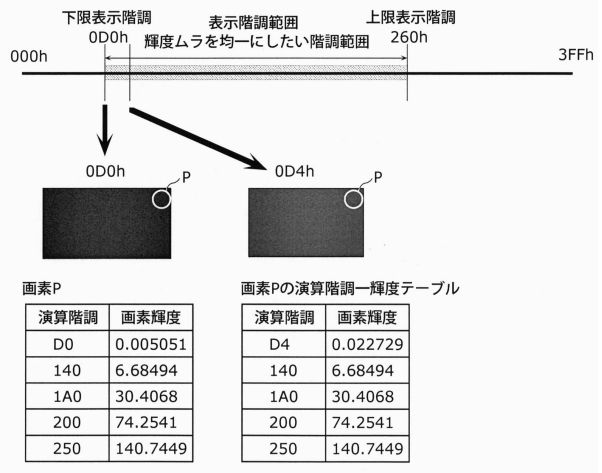 下限表示階調
0D0h
表示階調範囲
輝度ムラを均一にしたい階調範囲
上限表示階調
260h
000h
3FFh
0D0h
0D4h
P
P
画素P
演算階調 画素輝度
D0 0.005051
140 6.68494
1A0 30.4068
200 74.2541
250 140.7449
画素Pの演算階調ー輝度テーブル
演算階調 画素輝度
D4 0.022729
140 6.68494
1A0 30.4068
200 74.2541
250 140.7449